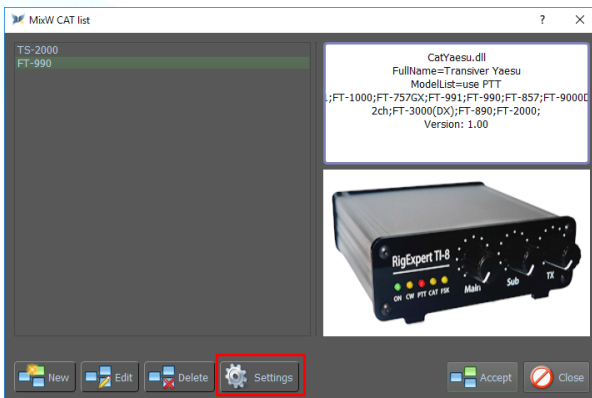 MixW CAT list
TS-2000
FT-990
CatYaesu.dll
FullName=Transiver Yaesu
ModelList=use PTT
;FT-1000;FT-757GX;FT-991;FT-990;FT-857;FT-9000
2ch;FT-3000(DX);FT-890;FT-2000;
Version: 1.00
RigExpert TI-8
ON CW PTT CAT FSK
Main
Sub
TX
New
Edit
Delete
Settings
Accept
Close